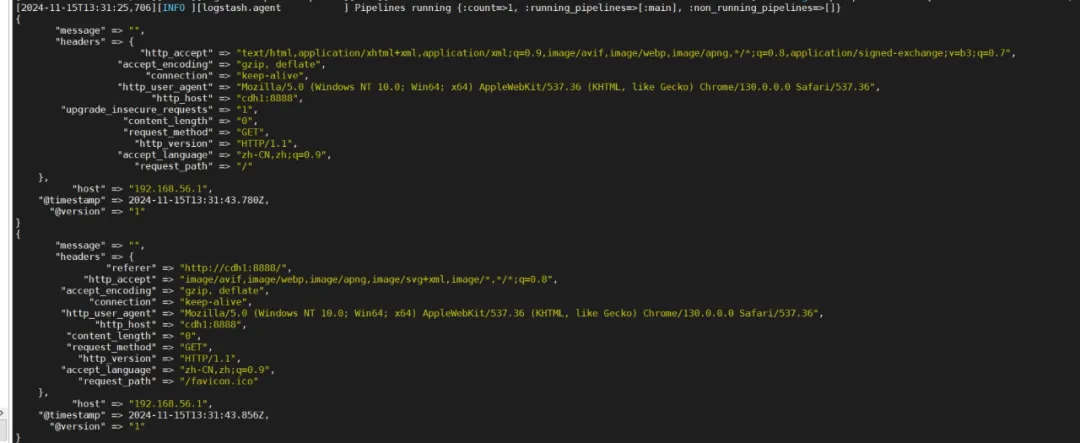 [2024-11-15T13:31:25,706][INFO ][logstash.agent           ] Pipelines running {:count=>1, :running_pipelines=>[:main], :non_running_pipelines=>[]}
{
"message" => "",
"headers" => {
"http_accept" => "text/html,application/xhtml+xml,application/xml;q=0.9,image/avif,image/webp,image/apng,*/*;q=0.8,application/signed-exchange;v=b3;q=0.7",
"accept_encoding" => "gzip, deflate",
"connection" => "keep-alive",
"http_user_agent" => "Mozilla/5.0 (Windows NT 10.0; Win64; x64) AppleWebKit/537.36 (KHTML, like Gecko) Chrome/130.0.0.0 Safari/537.36",
"http_host" => "cdh1:8888",
"upgrade_insecure_requests" => "1",
"content_length" => "0",
"request_method" => "GET",
"http_version" => "HTTP/1.1",
"accept_language" => "zh-CN,zh;q=0.9",
"request_path" => "/"
},
"host" => "192.168.56.1",
"@timestamp" => 2024-11-15T13:31:43.780Z,
"@version" => "1"
}
{
"message" => "",
"headers" => {
"referer" => "http://cdh1:8888/",
"http_accept" => "image/avif,image/webp,image/apng,image/svg+xml,image/*,*/*;q=0.8",
"accept_encoding" => "gzip, deflate",
"connection" => "keep-alive",
"http_user_agent" => "Mozilla/5.0 (Windows NT 10.0; Win64; x64) AppleWebKit/537.36 (KHTML, like Gecko) Chrome/130.0.0.0 Safari/537.36",
"http_host" => "cdh1:8888",
"content_length" => "0",
"request_method" => "GET",
"http_version" => "HTTP/1.1",
"accept_language" => "zh-CN,zh;q=0.9",
"request_path" => "/favicon.ico"
},
"host" => "192.168.56.1",
"@timestamp" => 2024-11-15T13:31:43.856Z,
"@version" => "1"
}